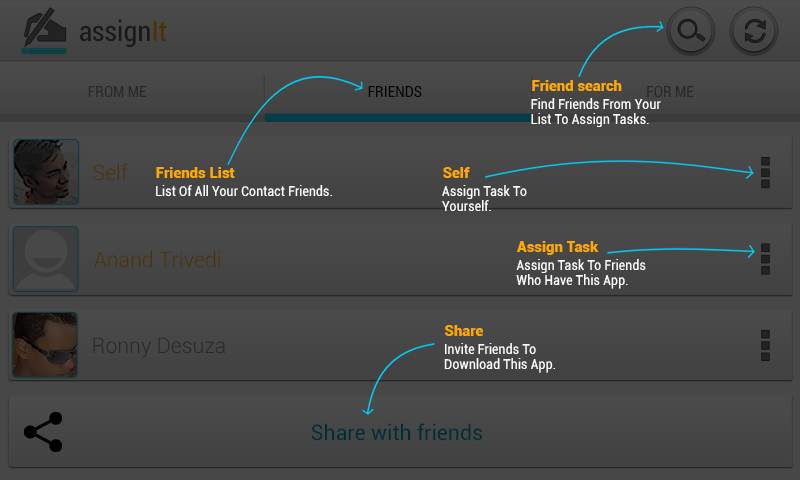 assignIt
FROM ME
FRIENDS
FOR ME
Friend search
Find Friends From Your
List To Assign Tasks.
Self
Friends List
List Of All Your Contact Friends.
Self
Assign Task To
Yourself.
Anand Trivedi
Assign Task
Assign Task To Friends
Who Have This App.
Ronny Desuza
Share
Invite Friends To
Download This App.
Share with friends